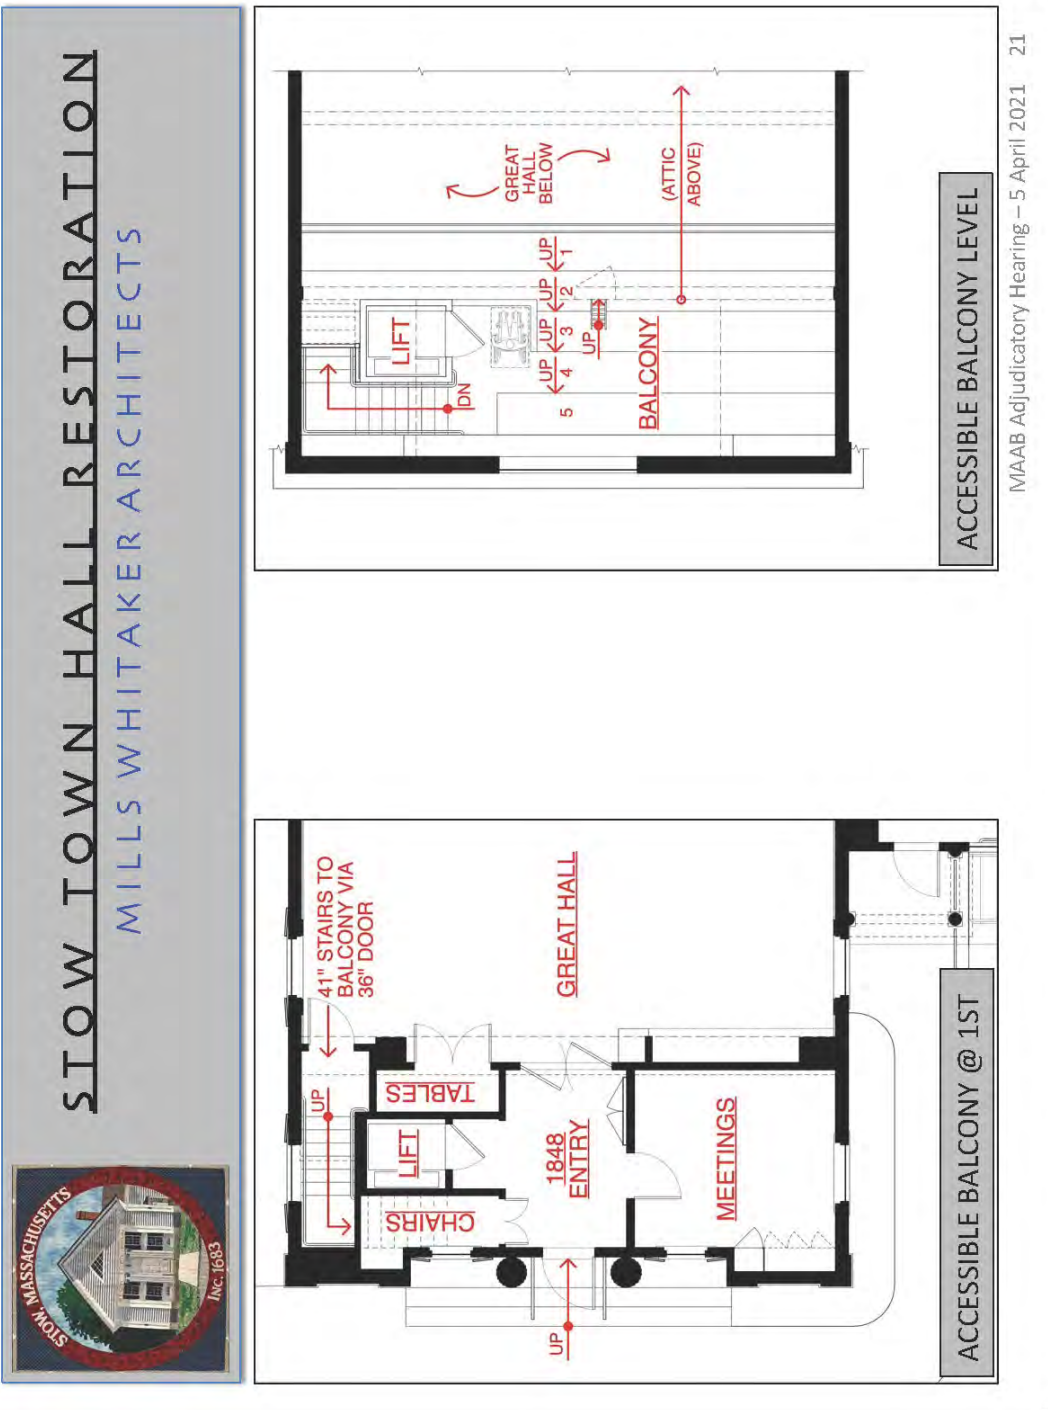 STOW TOWN HALL RESTORATION
MILLS WHITAKER ARCHITECTS
STOW, MASSACHUSETTS
INC. 1683
41" STAIRS TO
BALCONY VIA
36" DOOR
UP
TABLES
LIFT
CHAIRS
GREAT HALL
1848
ENTRY
MEETINGS
UP
ACCESSIBLE BALCONY @ 1ST
LIFT
DN
GREAT
HALL
BELOW
UP
1
UP
2
UP
3
UP
4
5
UP
BALCONY
(ATTIC
ABOVE)
ACCESSIBLE BALCONY LEVEL
MAAB Adjudicatory Hearing – 5 April 2021 21